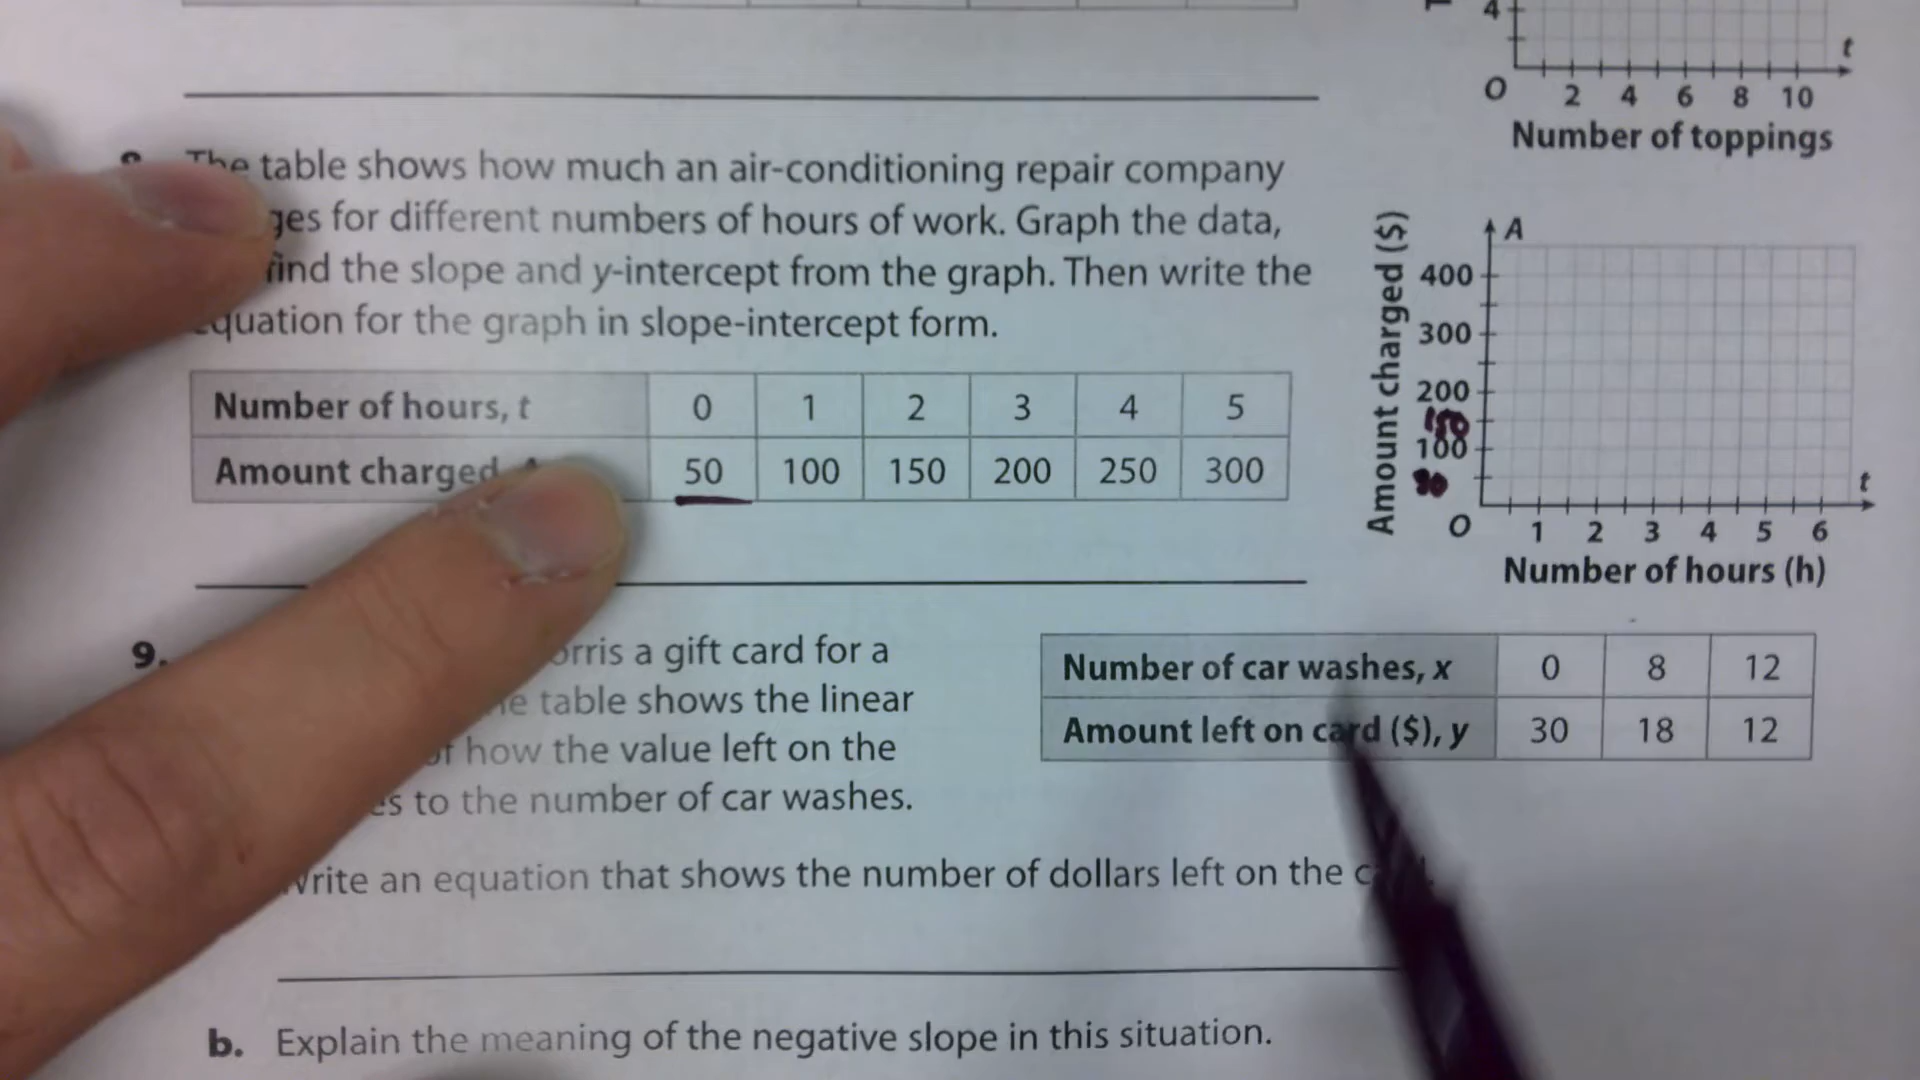 4
t
O 2 4 6 8 10
Number of toppings
The table shows how much an air-conditioning repair company
ges for different numbers of hours of work. Graph the data,
find the slope and y-intercept from the graph. Then write the
equation for the graph in slope-intercept form.
Number of hours, t 0 1 2 3 4 5
Amount charged 50 100 150 200 250 300
Amount charged ($)
A
400
300
200
150
100
50
t
O 1 2 3 4 5 6
Number of hours (h)
9.
orris a gift card for a
e table shows the linear
of how the value left on the
es to the number of car washes.
Number of car washes, x 0 8 12
Amount left on card ($), y 30 18 12
Write an equation that shows the number of dollars left on the
b. Explain the meaning of the negative slope in this situation.